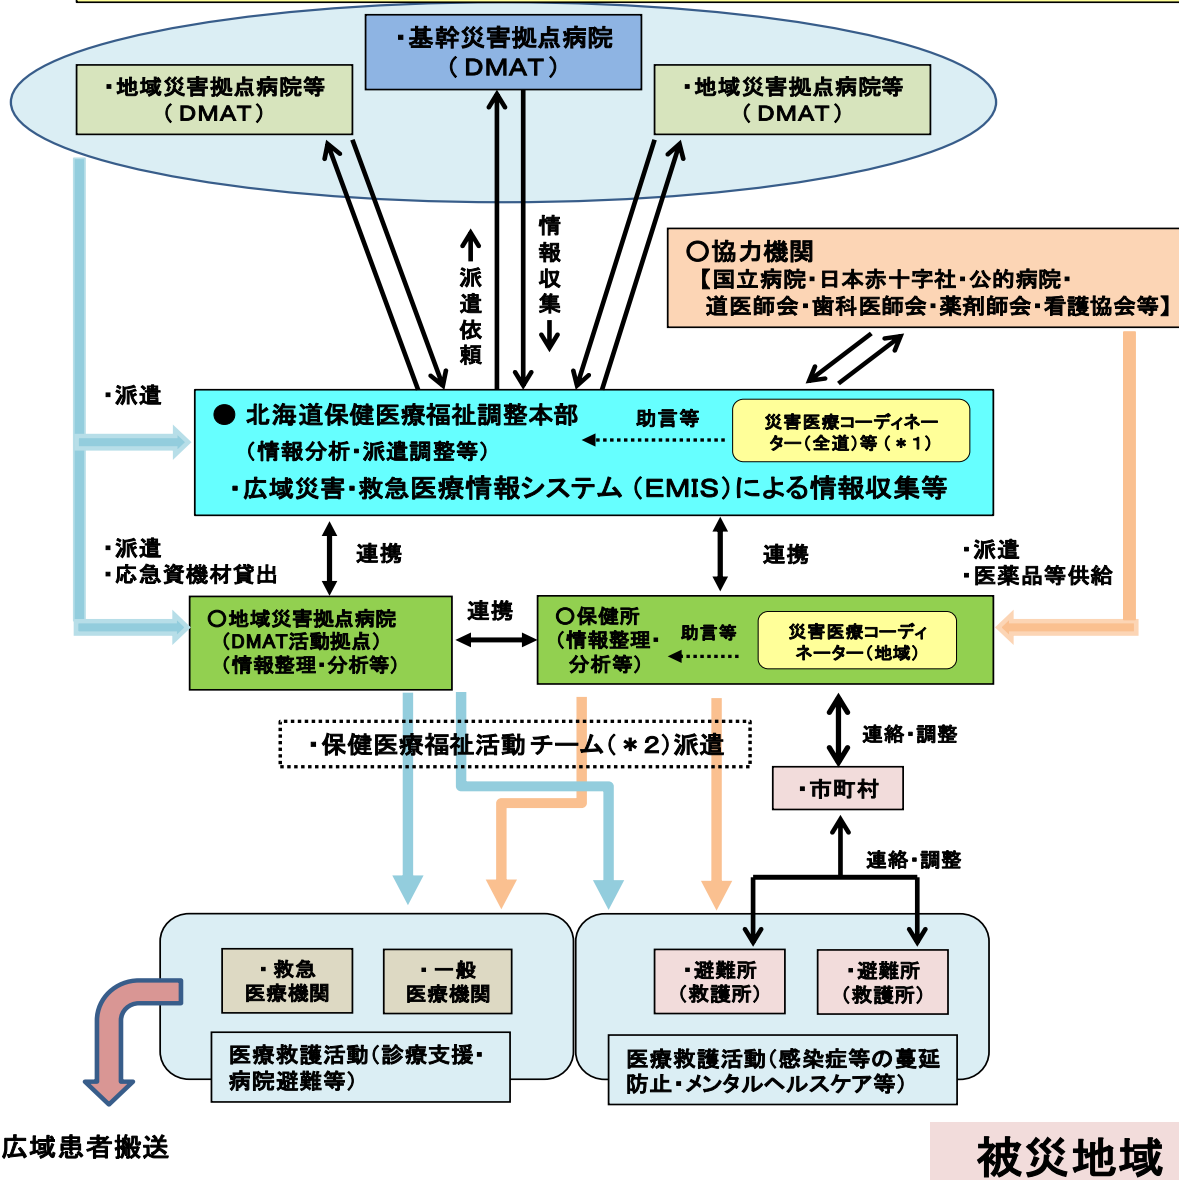 ・基幹災害拠点病院
（DMAT）
・地域災害拠点病院等
（DMAT）
・地域災害拠点病院等
（DMAT）
↑派遣依頼
情報収集↓
○協力機関
【国立病院・日本赤十字社・公的病院・
道医師会・歯科医師会・薬剤師会・看護協会等】
・派遣
● 北海道保健医療福祉調整本部
（情報分析・派遣調整等）
助言等
災害医療コーディネー
ター（全道）等（＊１）
・広域災害・救急医療情報システム（EMIS）による情報収集等
・派遣
・応急資機材貸出
連携
連携
・派遣
・医薬品等供給
○地域災害拠点病院
（DMAT活動拠点）
（情報整理・分析等）
連携
○保健所
（情報整理・
分析等）
助言等
災害医療コーディ
ネーター（地域）
・保健医療福祉活動チーム（＊２）派遣
連絡・調整
・市町村
連絡・調整
・救急
医療機関
・一般
医療機関
・避難所
（救護所）
・避難所
（救護所）
医療救護活動（診療支援・
病院避難等）
医療救護活動（感染症等の蔓延
防止・メンタルヘルスケア等）
広域患者搬送
被災地域